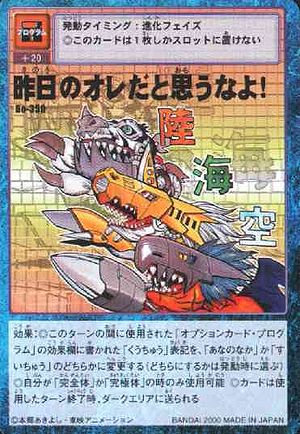 プログラム
+20
発動タイミング：進化フェイズ
◎このカードは1枚しかスロットに置けない
昨日のオレだと思うなよ！
きのう
おも
Bo-350
陸
海
空
効果：◎このターンの間に使用された「オプションカード・プロ
グラム」の効果欄に書かれた「くうちゅう」表記を、「あなのなか」か「す
いちゅう」のどちらかに変更する（どちらにするかは発動時に選ぶ）
◎自分が「完全体」か「究極体」の時のみ使用可能 ◎カードは使
用したターン終了時、ダークエリアに送られる
©本郷あきよし・東映アニメーション
BANDAI 2000 MADE IN JAPAN